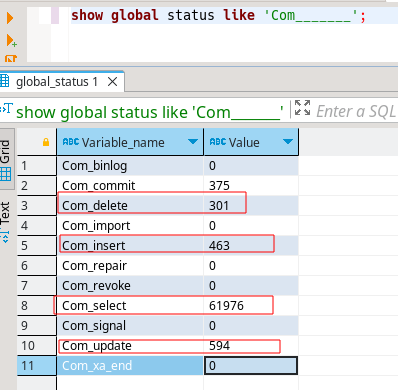 show global status like 'Com_______';
global_status 1
show global status like 'Com_______'
Enter a SQL
Grid
Text
Variable_name Value
1 Com_binlog 0
2 Com_commit 375
3 Com_delete 301
4 Com_import 0
5 Com_insert 463
6 Com_repair 0
7 Com_revoke 0
8 Com_select 61976
9 Com_signal 0
10 Com_update 594
11 Com_xa_end 0